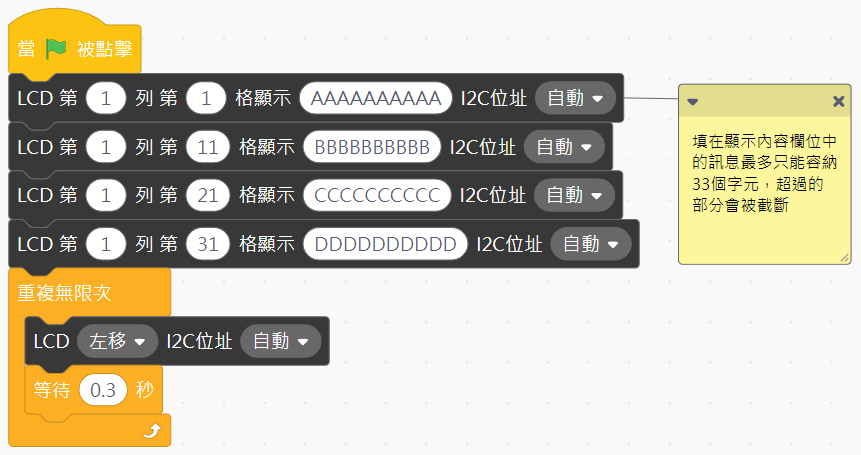 當 被點擊
LCD 第 1 列 第 1 格顯示 AAAAAAAAAA I2C位址 自動
LCD 第 1 列 第 11 格顯示 BBBBBBBBBB I2C位址 自動
LCD 第 1 列 第 21 格顯示 CCCCCCCCCC I2C位址 自動
LCD 第 1 列 第 31 格顯示 DDDDDDDDDD I2C位址 自動
重複無限次
LCD 左移 I2C位址 自動
等待 0.3 秒
填在顯示內容欄位中
的訊息最多只能容納
33個字元，超過的
部分會被截斷